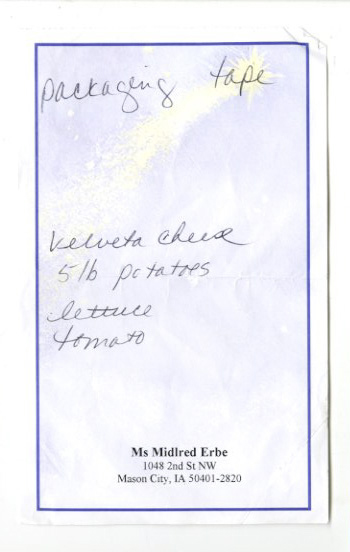 packaging tape
Velveta cheese
5 lb potatoes
lettuce
tomato
Ms Midlred Erbe
1048 2nd St NW
Mason City, IA 50401-2820